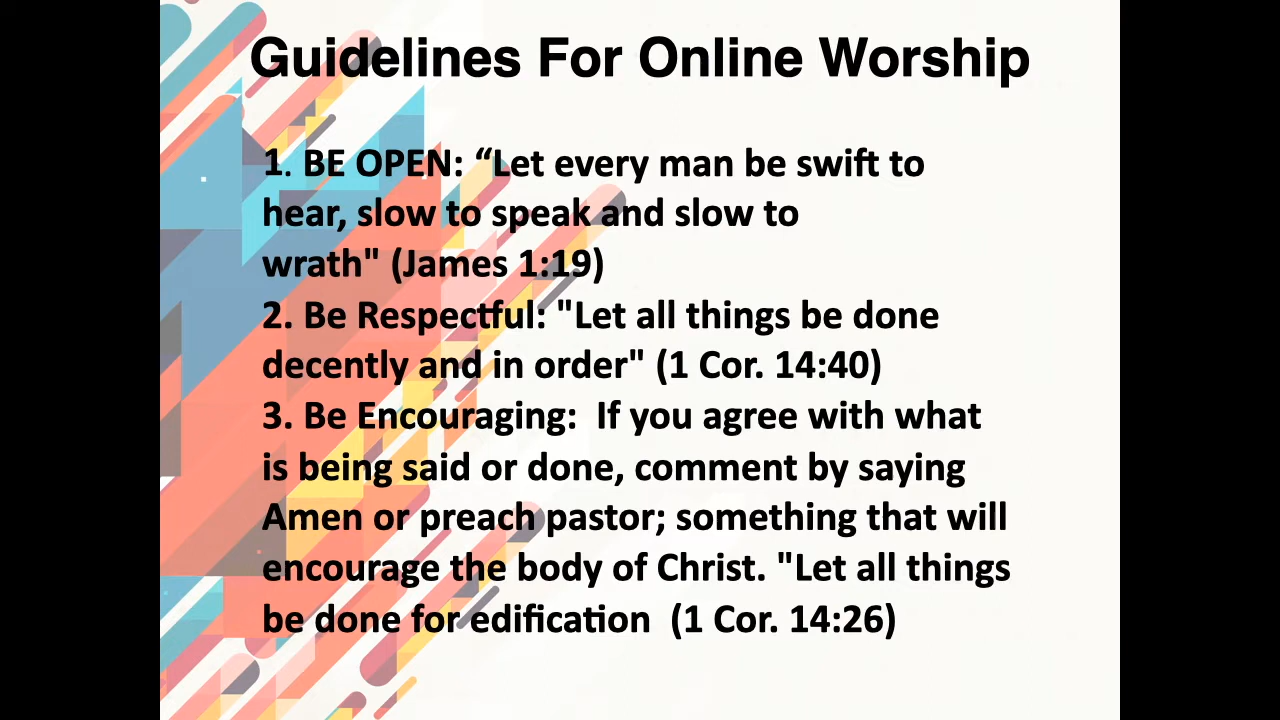 Guidelines For Online Worship
1. BE OPEN: “Let every man be swift to
hear, slow to speak and slow to
wrath" (James 1:19)
2. Be Respectful: "Let all things be done
decently and in order" (1 Cor. 14:40)
3. Be Encouraging:  If you agree with what
is being said or done, comment by saying
Amen or preach pastor; something that will
encourage the body of Christ. "Let all things
be done for edification  (1 Cor. 14:26)